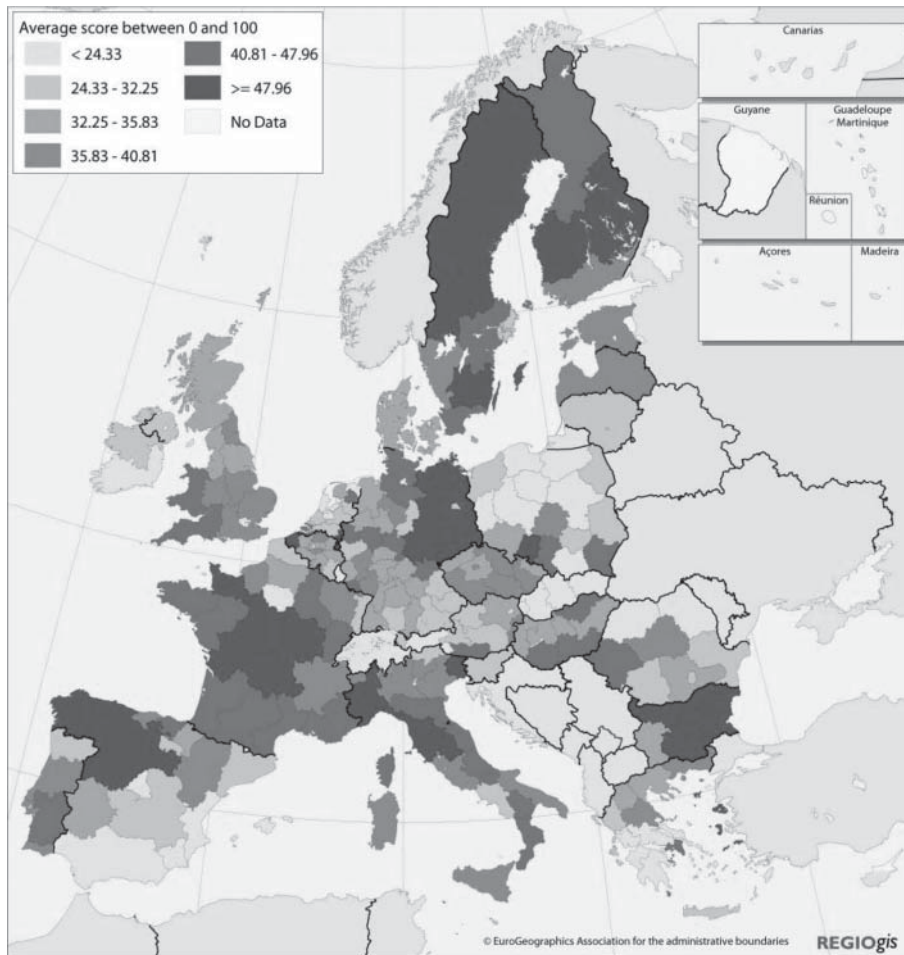 Average score between 0 and 100
< 24.33
24.33 - 32.25
32.25 - 35.83
35.83 - 40.81
40.81 - 47.96
>= 47.96
No Data
Canarias
Guyane
Guadeloupe
Martinique
Réunion
Açores
Madeira
© EuroGeographics Association for the administrative boundaries
REGIOgis